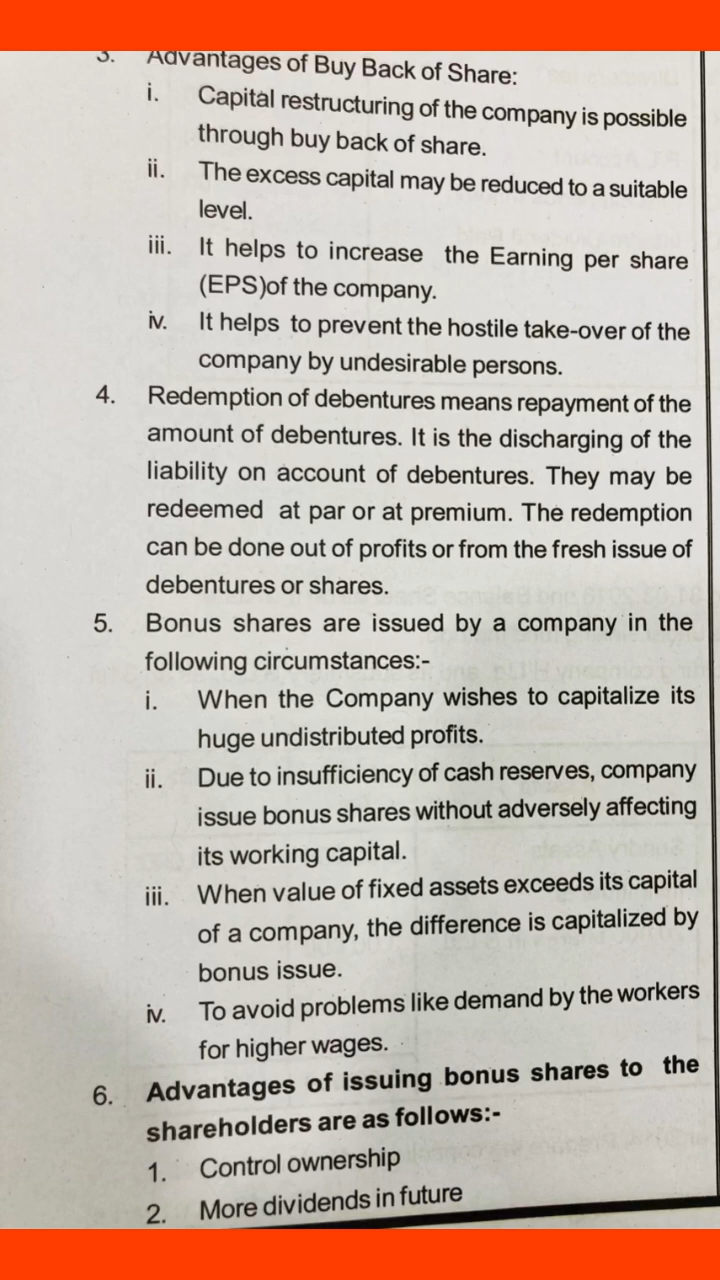 3. Advantages of Buy Back of Share:
i. Capital restructuring of the company is possible
through buy back of share.
ii. The excess capital may be reduced to a suitable
level.
iii. It helps to increase the Earning per share
(EPS)of the company.
iv. It helps to prevent the hostile take-over of the
company by undesirable persons.
4. Redemption of debentures means repayment of the
amount of debentures. It is the discharging of the
liability on account of debentures. They may be
redeemed at par or at premium. The redemption
can be done out of profits or from the fresh issue of
debentures or shares.
5. Bonus shares are issued by a company in the
following circumstances:-
i. When the Company wishes to capitalize its
huge undistributed profits.
ii. Due to insufficiency of cash reserves, company
issue bonus shares without adversely affecting
its working capital.
iii. When value of fixed assets exceeds its capital
of a company, the difference is capitalized by
bonus issue.
iv. To avoid problems like demand by the workers
for higher wages.
6. Advantages of issuing bonus shares to the
shareholders are as follows:-
1. Control ownership
2. More dividends in future